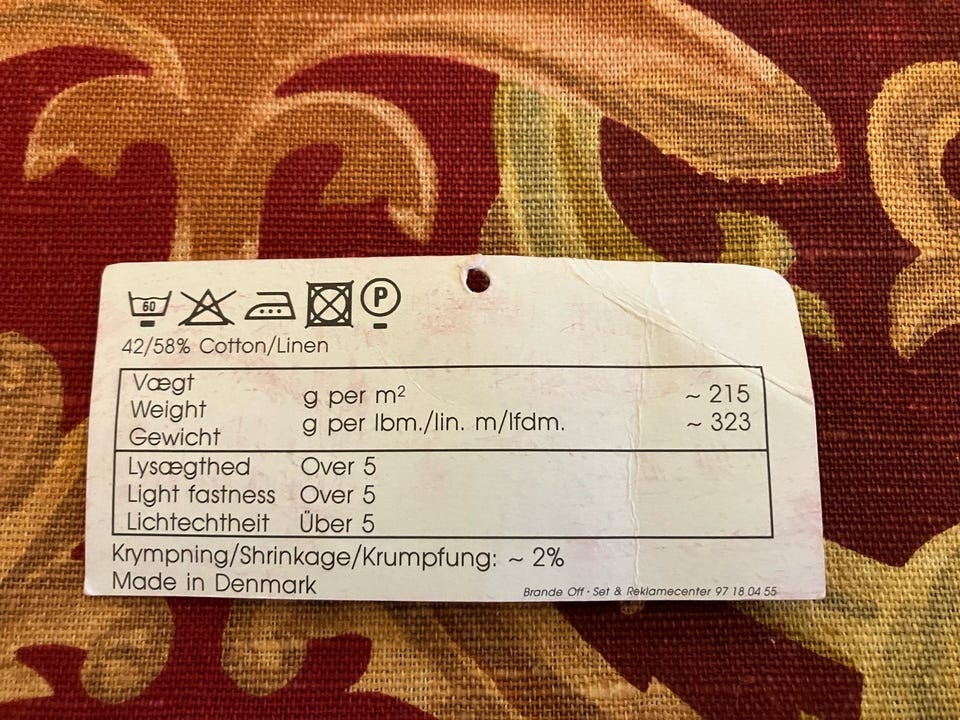 60 P
42/58% Cotton/Linen
Vægt
Weight
Gewicht
g per m² ~ 215
g per lbm./lin. m/lfdm. ~ 323
Lysægthed Over 5
Light fastness Over 5
Lichtechtheit Über 5
Krympning/Shrinkage/Krumpfung: ~ 2%
Made in Denmark
Brande Off · Set & Reklamecenter 97 18 04 55